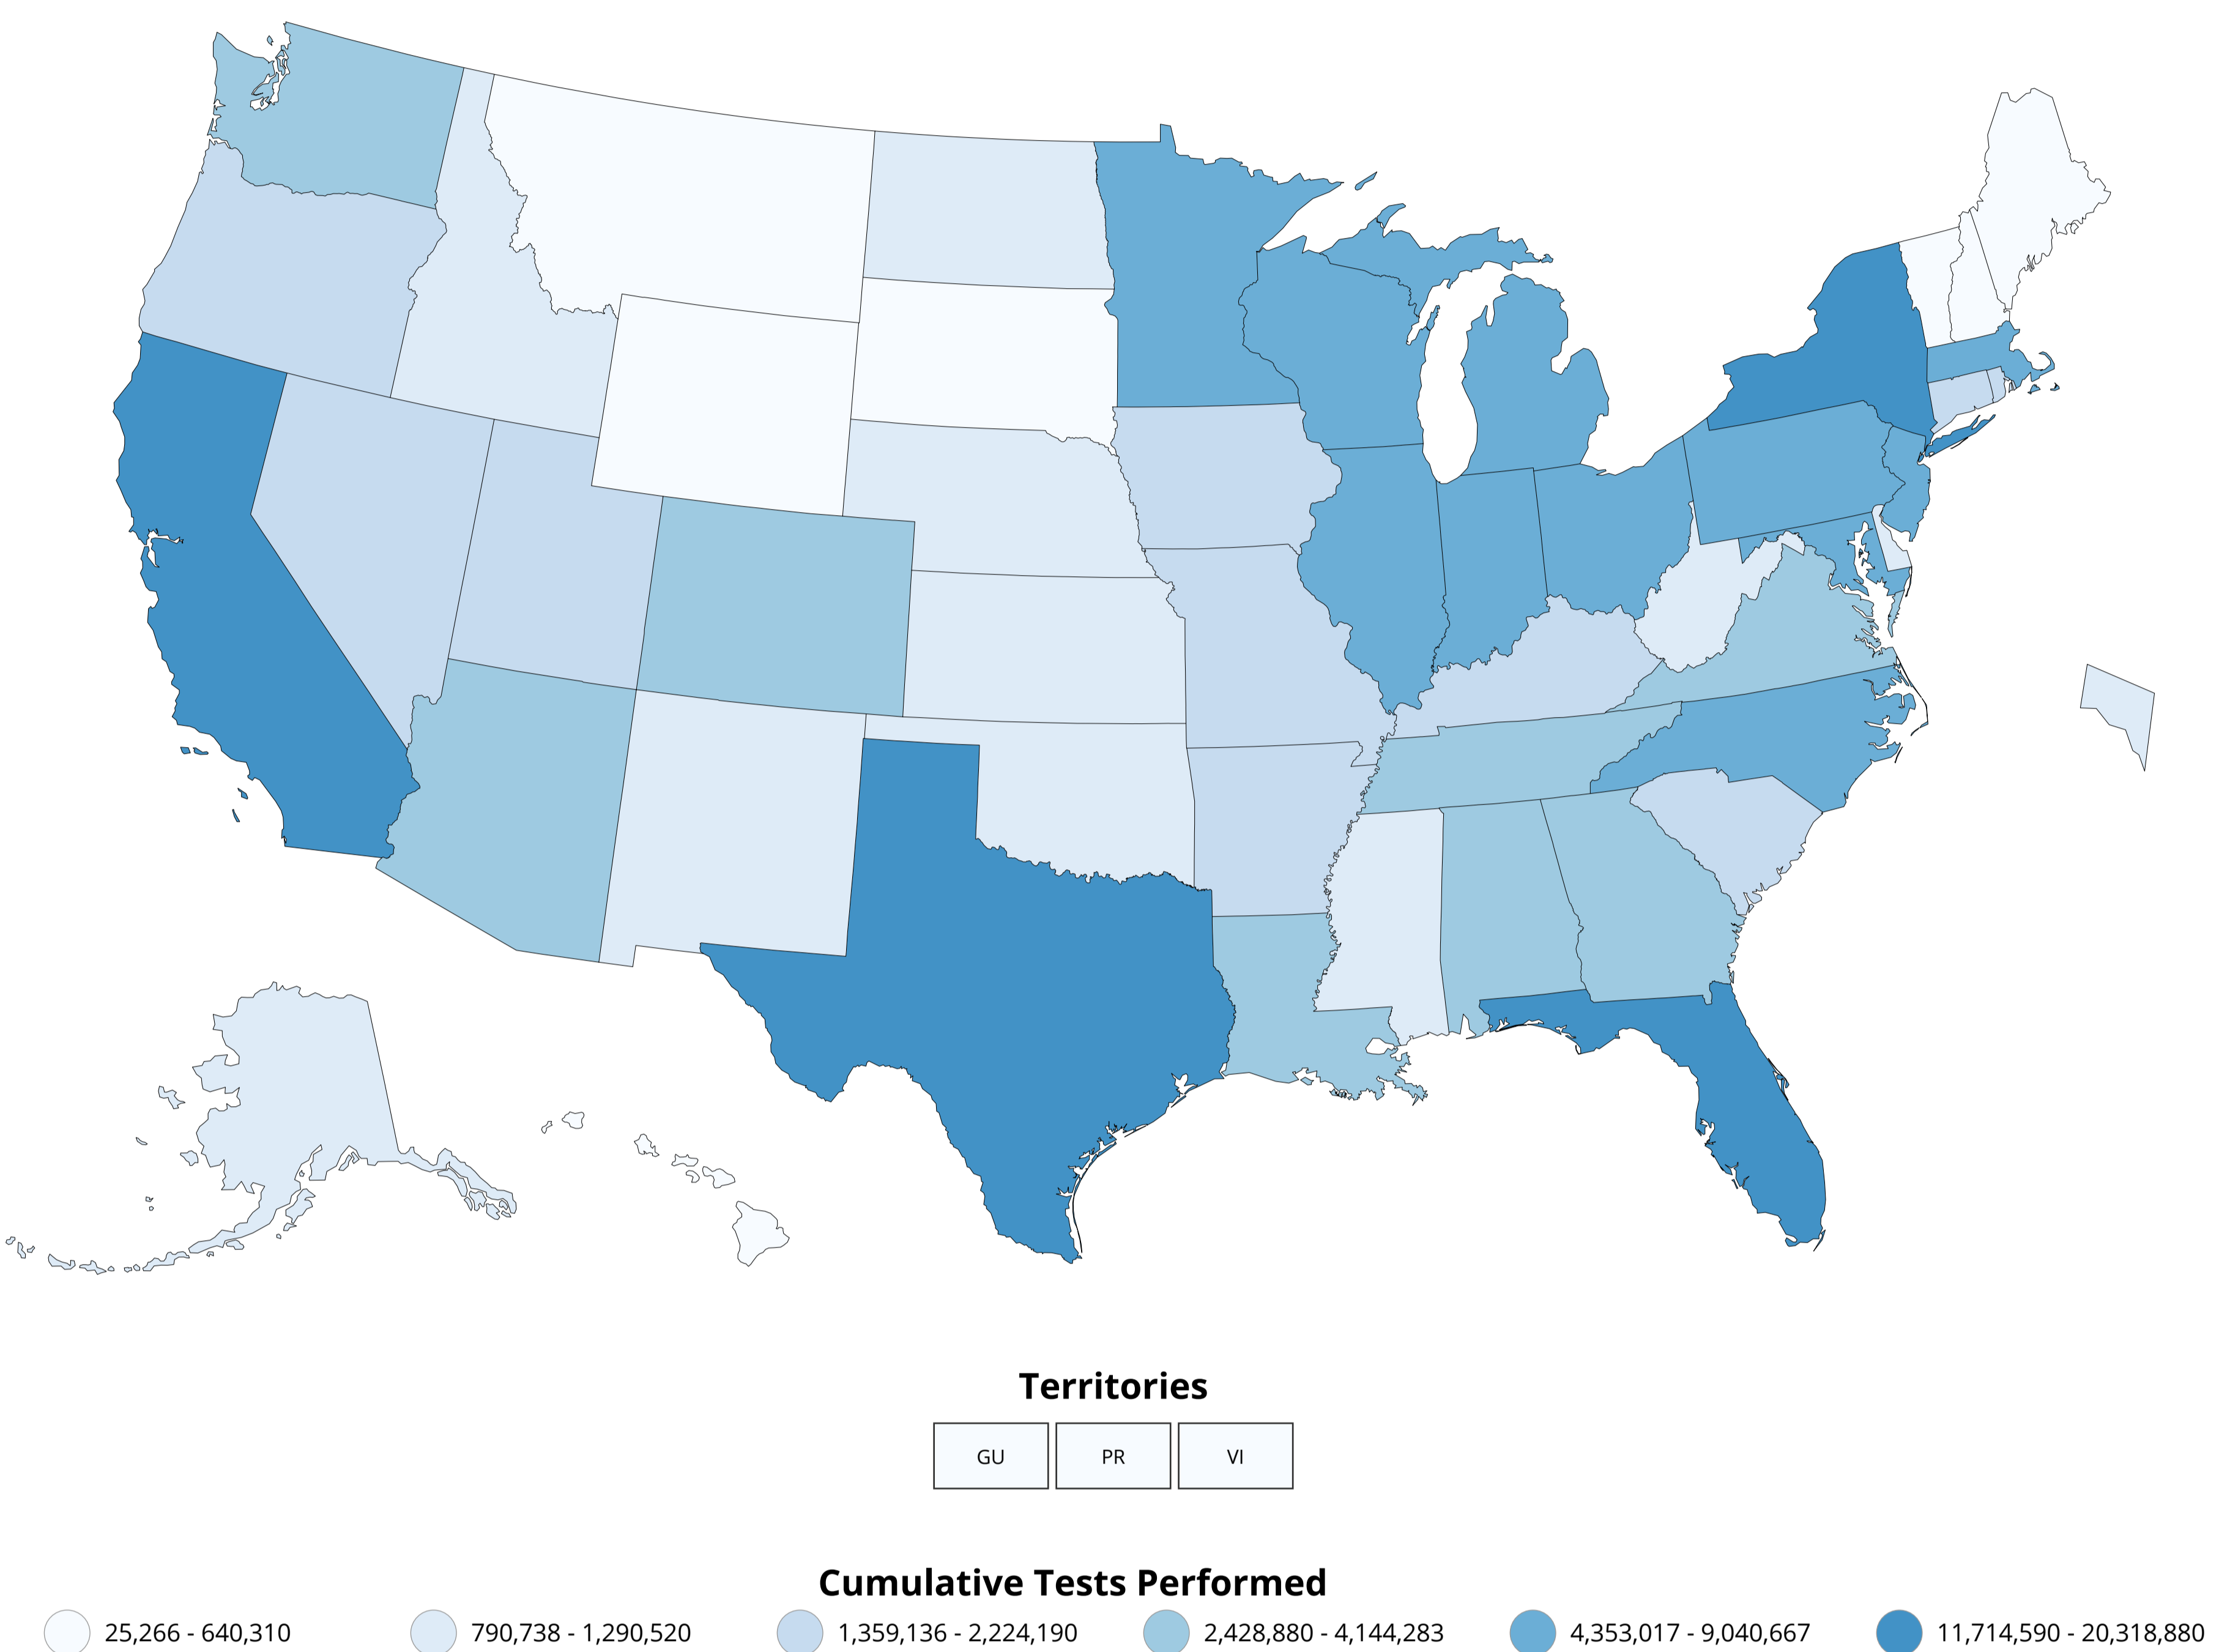 Territories
GU PR VI
Cumulative Tests Performed
25,266 - 640,310 790,738 - 1,290,520 1,359,136 - 2,224,190 2,428,880 - 4,144,283 4,353,017 - 9,040,667 11,714,590 - 20,318,880